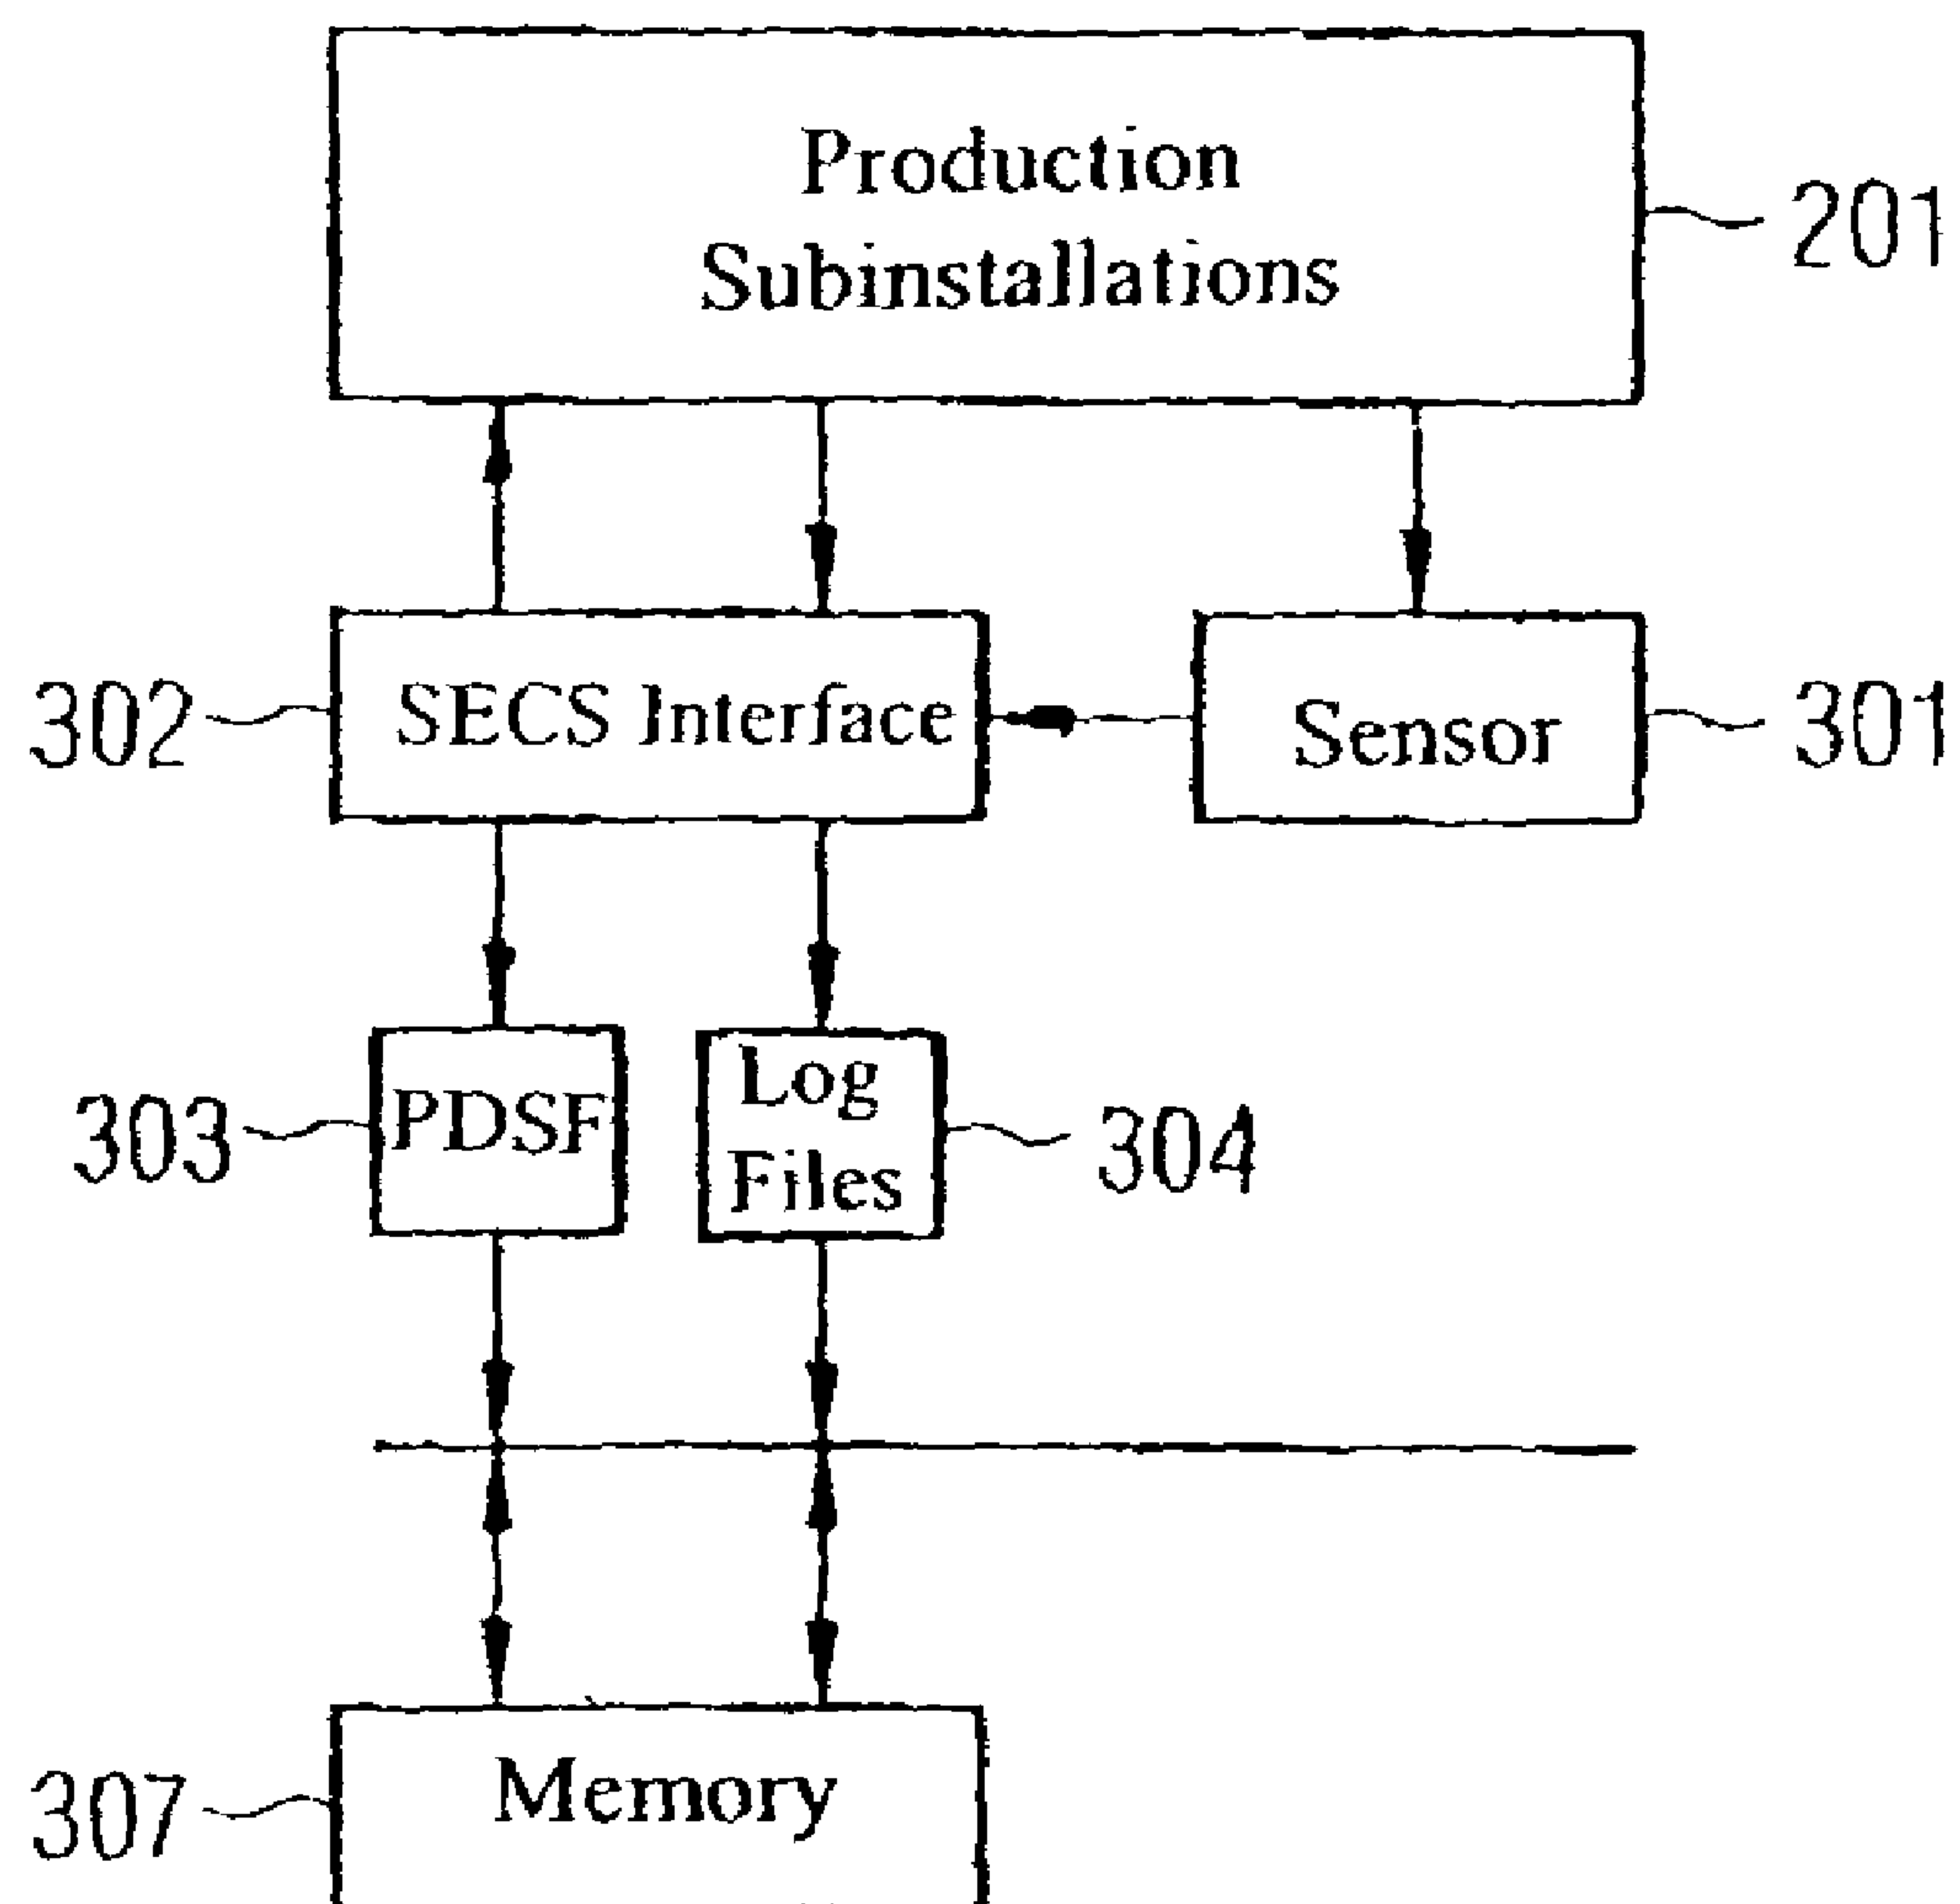 Production
Subinstallations
201
302
SECS Interface
Sensor
301
303
PDSF
Log
Files
304
307
Memory